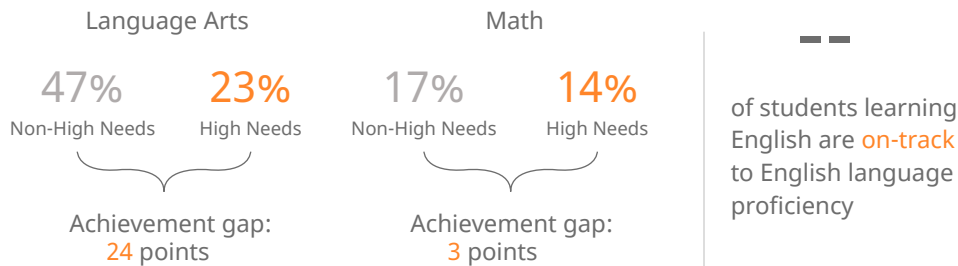 Language Arts
47% 23%
Non-High Needs High Needs
Achievement gap:
24 points
Math
17% 14%
Non-High Needs High Needs
Achievement gap:
3 points
--
of students learning
English are on-track
to English language
proficiency